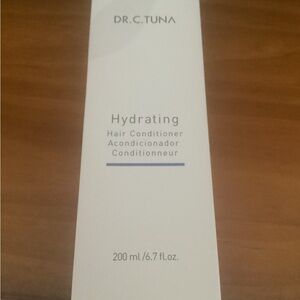 DR.C.TUNA
Hydrating
Hair Conditioner
Acondicionador
Conditionneur
200 ml /6.7 fl.oz.